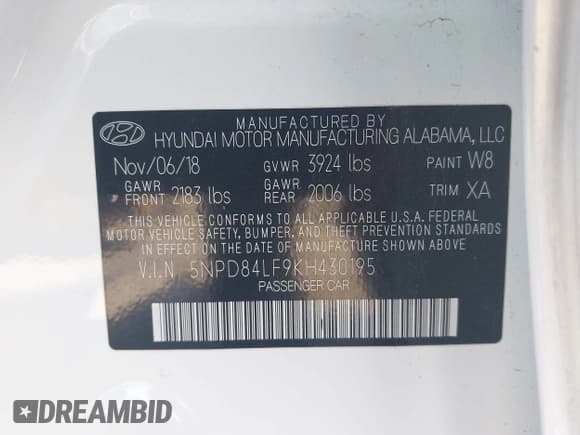 MANUFACTURED BY
HYUNDAI MOTOR MANUFACTURING ALABAMA, LLC
Nov/06/18 GVWR 3924 lbs PAINT W8
GAWR FRONT 2183 lbs GAWR REAR 2006 lbs TRIM XA
THIS VEHICLE CONFORMS TO ALL APPLICABLE U.S.A. FEDERAL
MOTOR VEHICLE SAFETY, BUMPER, AND THEFT PREVENTION
STANDARDS IN EFFECT ON THE DATE OF MANUFACTURE SHOWN ABOVE.
V.I.N 5NPD84LF9KH430195
PASSENGER CAR
DREAMBID